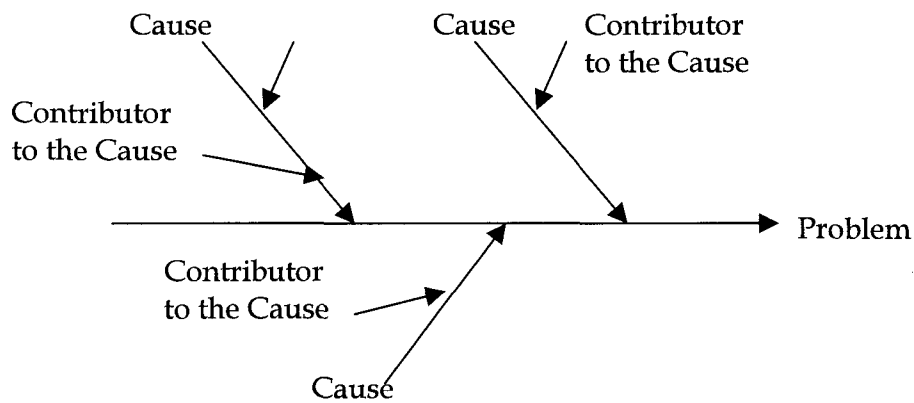 Cause
Cause
Contributor
to the Cause
Contributor
to the Cause
Problem
Contributor
to the Cause
Cause